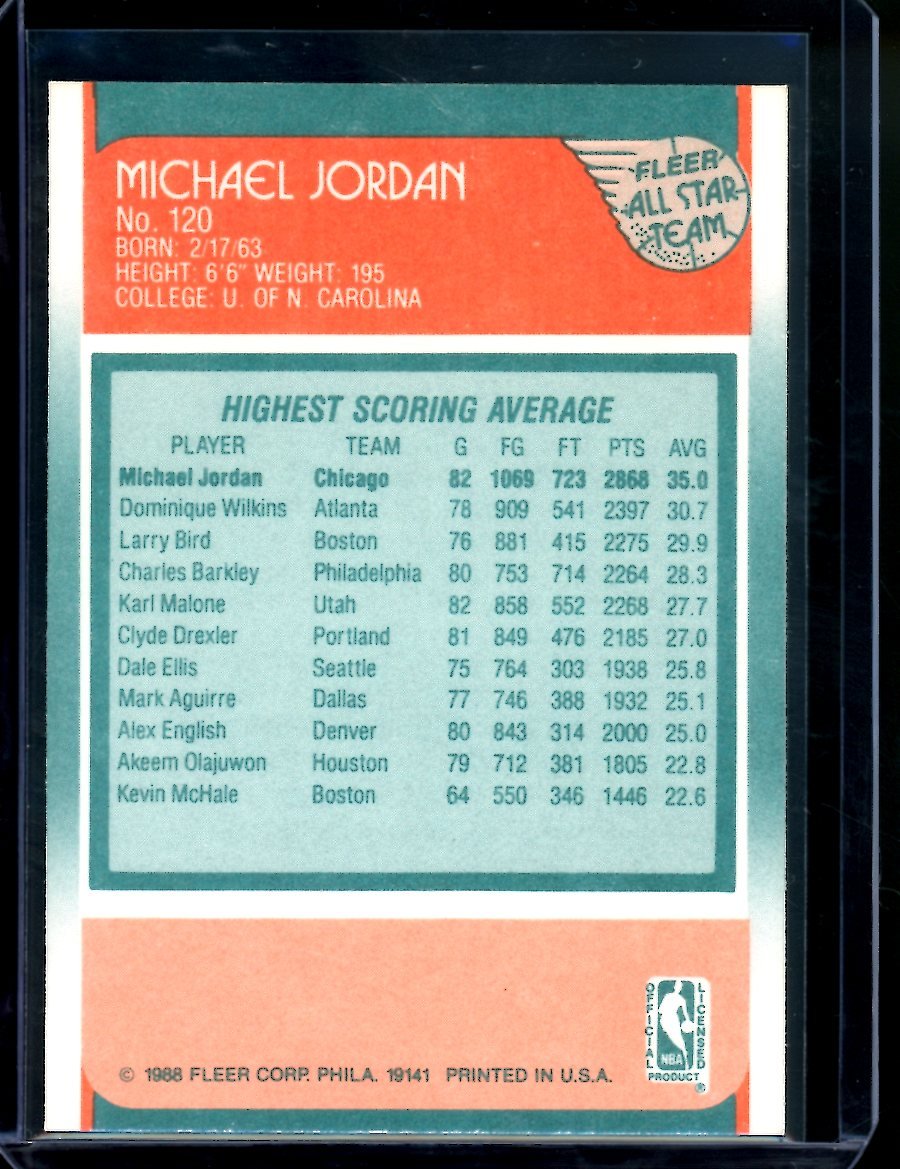 MICHAEL JORDAN
No. 120
BORN: 2/17/63
HEIGHT: 6'6" WEIGHT: 195
COLLEGE: U. OF N. CAROLINA
FLEER
ALL STAR
TEAM
HIGHEST SCORING AVERAGE
PLAYER TEAM G FG FT PTS AVG
Michael Jordan Chicago 82 1069 723 2868 35.0
Dominique Wilkins Atlanta 78 909 541 2397 30.7
Larry Bird Boston 76 881 415 2275 29.9
Charles Barkley Philadelphia 80 753 714 2264 28.3
Karl Malone Utah 82 858 552 2268 27.7
Clyde Drexler Portland 81 849 476 2185 27.0
Dale Ellis Seattle 75 764 303 1938 25.8
Mark Aguirre Dallas 77 746 388 1932 25.1
Alex English Denver 80 843 314 2000 25.0
Akeem Olajuwon Houston 79 712 381 1805 22.8
Kevin McHale Boston 64 550 346 1446 22.6
OFFICIAL
LICENSED
NBA
PRODUCT ®
© 1988 FLEER CORP. PHILA. 19141 PRINTED IN U.S.A.